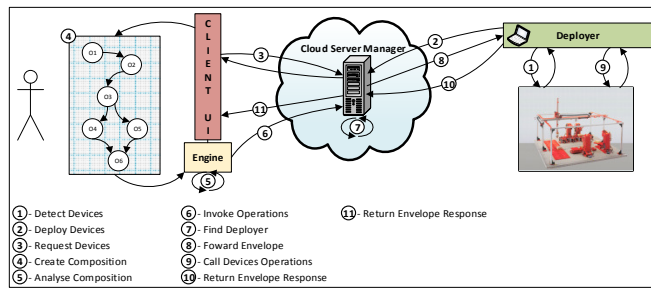 4
O1
O2
O3
O4
O5
O6
CLIENT UI
Engine
5
3
11
6
Cloud Server Manager
7
2
8
10
Deployer
1
9
1 - Detect Devices
2 - Deploy Devices
3 - Request Devices
4 - Create Composition
5 - Analyse Composition
6 - Invoke Operations
7 - Find Deployer
8 - Foward Envelope
9 - Call Devices Operations
10 - Return Envelope Response
11 - Return Envelope Response